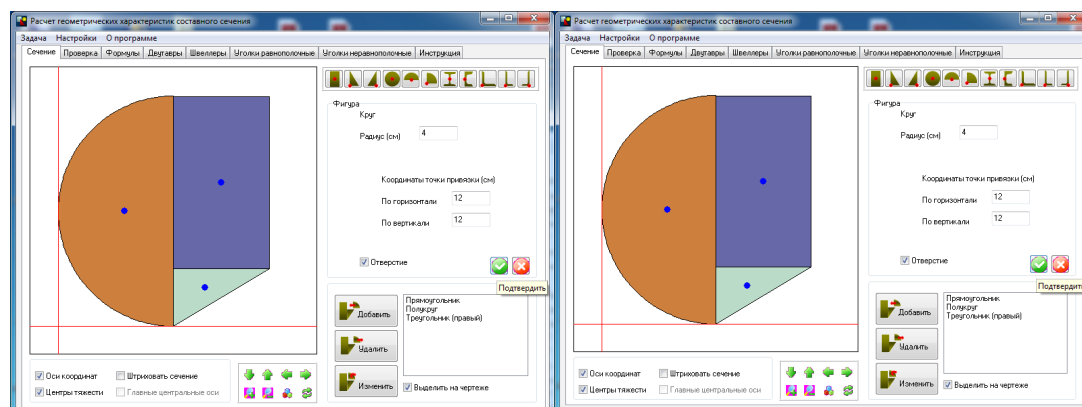 Расчет геометрических характеристик составного сечения
Задача Настройки О программе
Сечение Проверка Формулы Двутавры Швеллеры Уголки равнополочные Уголки неравнополочные Инструкция
Фигура
Круг
Радиус (см) 4
Координаты точки привязки (см)
По горизонтали 12
По вертикали 12
Отверстие
Подтвердить
Добавить
Удалить
Изменить
Прямоугольник
Полукруг
Треугольник (правый)
Выделить на чертеже
Оси координат Штриховать сечение
Центры тяжести Главные центральные оси
Расчет геометрических характеристик составного сечения
Задача Настройки О программе
Сечение Проверка Формулы Двутавры Швеллеры Уголки равнополочные Уголки неравнополочные Инструкция
Фигура
Круг
Радиус (см) 4
Координаты точки привязки (см)
По горизонтали 12
По вертикали 12
Отверстие
Подтвердить
Добавить
Удалить
Изменить
Прямоугольник
Полукруг
Треугольник (правый)
Выделить на чертеже
Оси координат Штриховать сечение
Центры тяжести Главные центральные оси